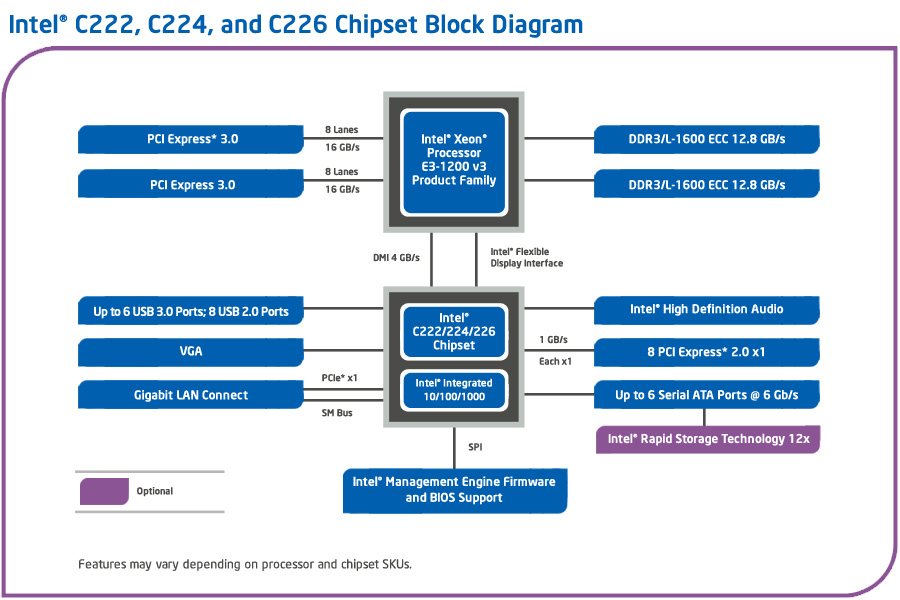 Intel® C222, C224, and C226 Chipset Block Diagram
PCI Express* 3.0
8 Lanes
16 GB/s
PCI Express 3.0
8 Lanes
16 GB/s
Intel® Xeon®
Processor
E3-1200 v3
Product Family
DDR3/L-1600 ECC 12.8 GB/s
DDR3/L-1600 ECC 12.8 GB/s
DMI 4 GB/s
Intel® Flexible
Display Interface
Up to 6 USB 3.0 Ports; 8 USB 2.0 Ports
VGA
Gigabit LAN Connect
PCIe* x1
SM Bus
Intel®
C222/224/226
Chipset
Intel® Integrated
10/100/1000
Intel® High Definition Audio
1 GB/s
Each x1
8 PCI Express* 2.0 x1
Up to 6 Serial ATA Ports @ 6 Gb/s
Intel® Rapid Storage Technology 12x
SPI
Intel® Management Engine Firmware
and BIOS Support
Optional
Features may vary depending on processor and chipset SKUs.